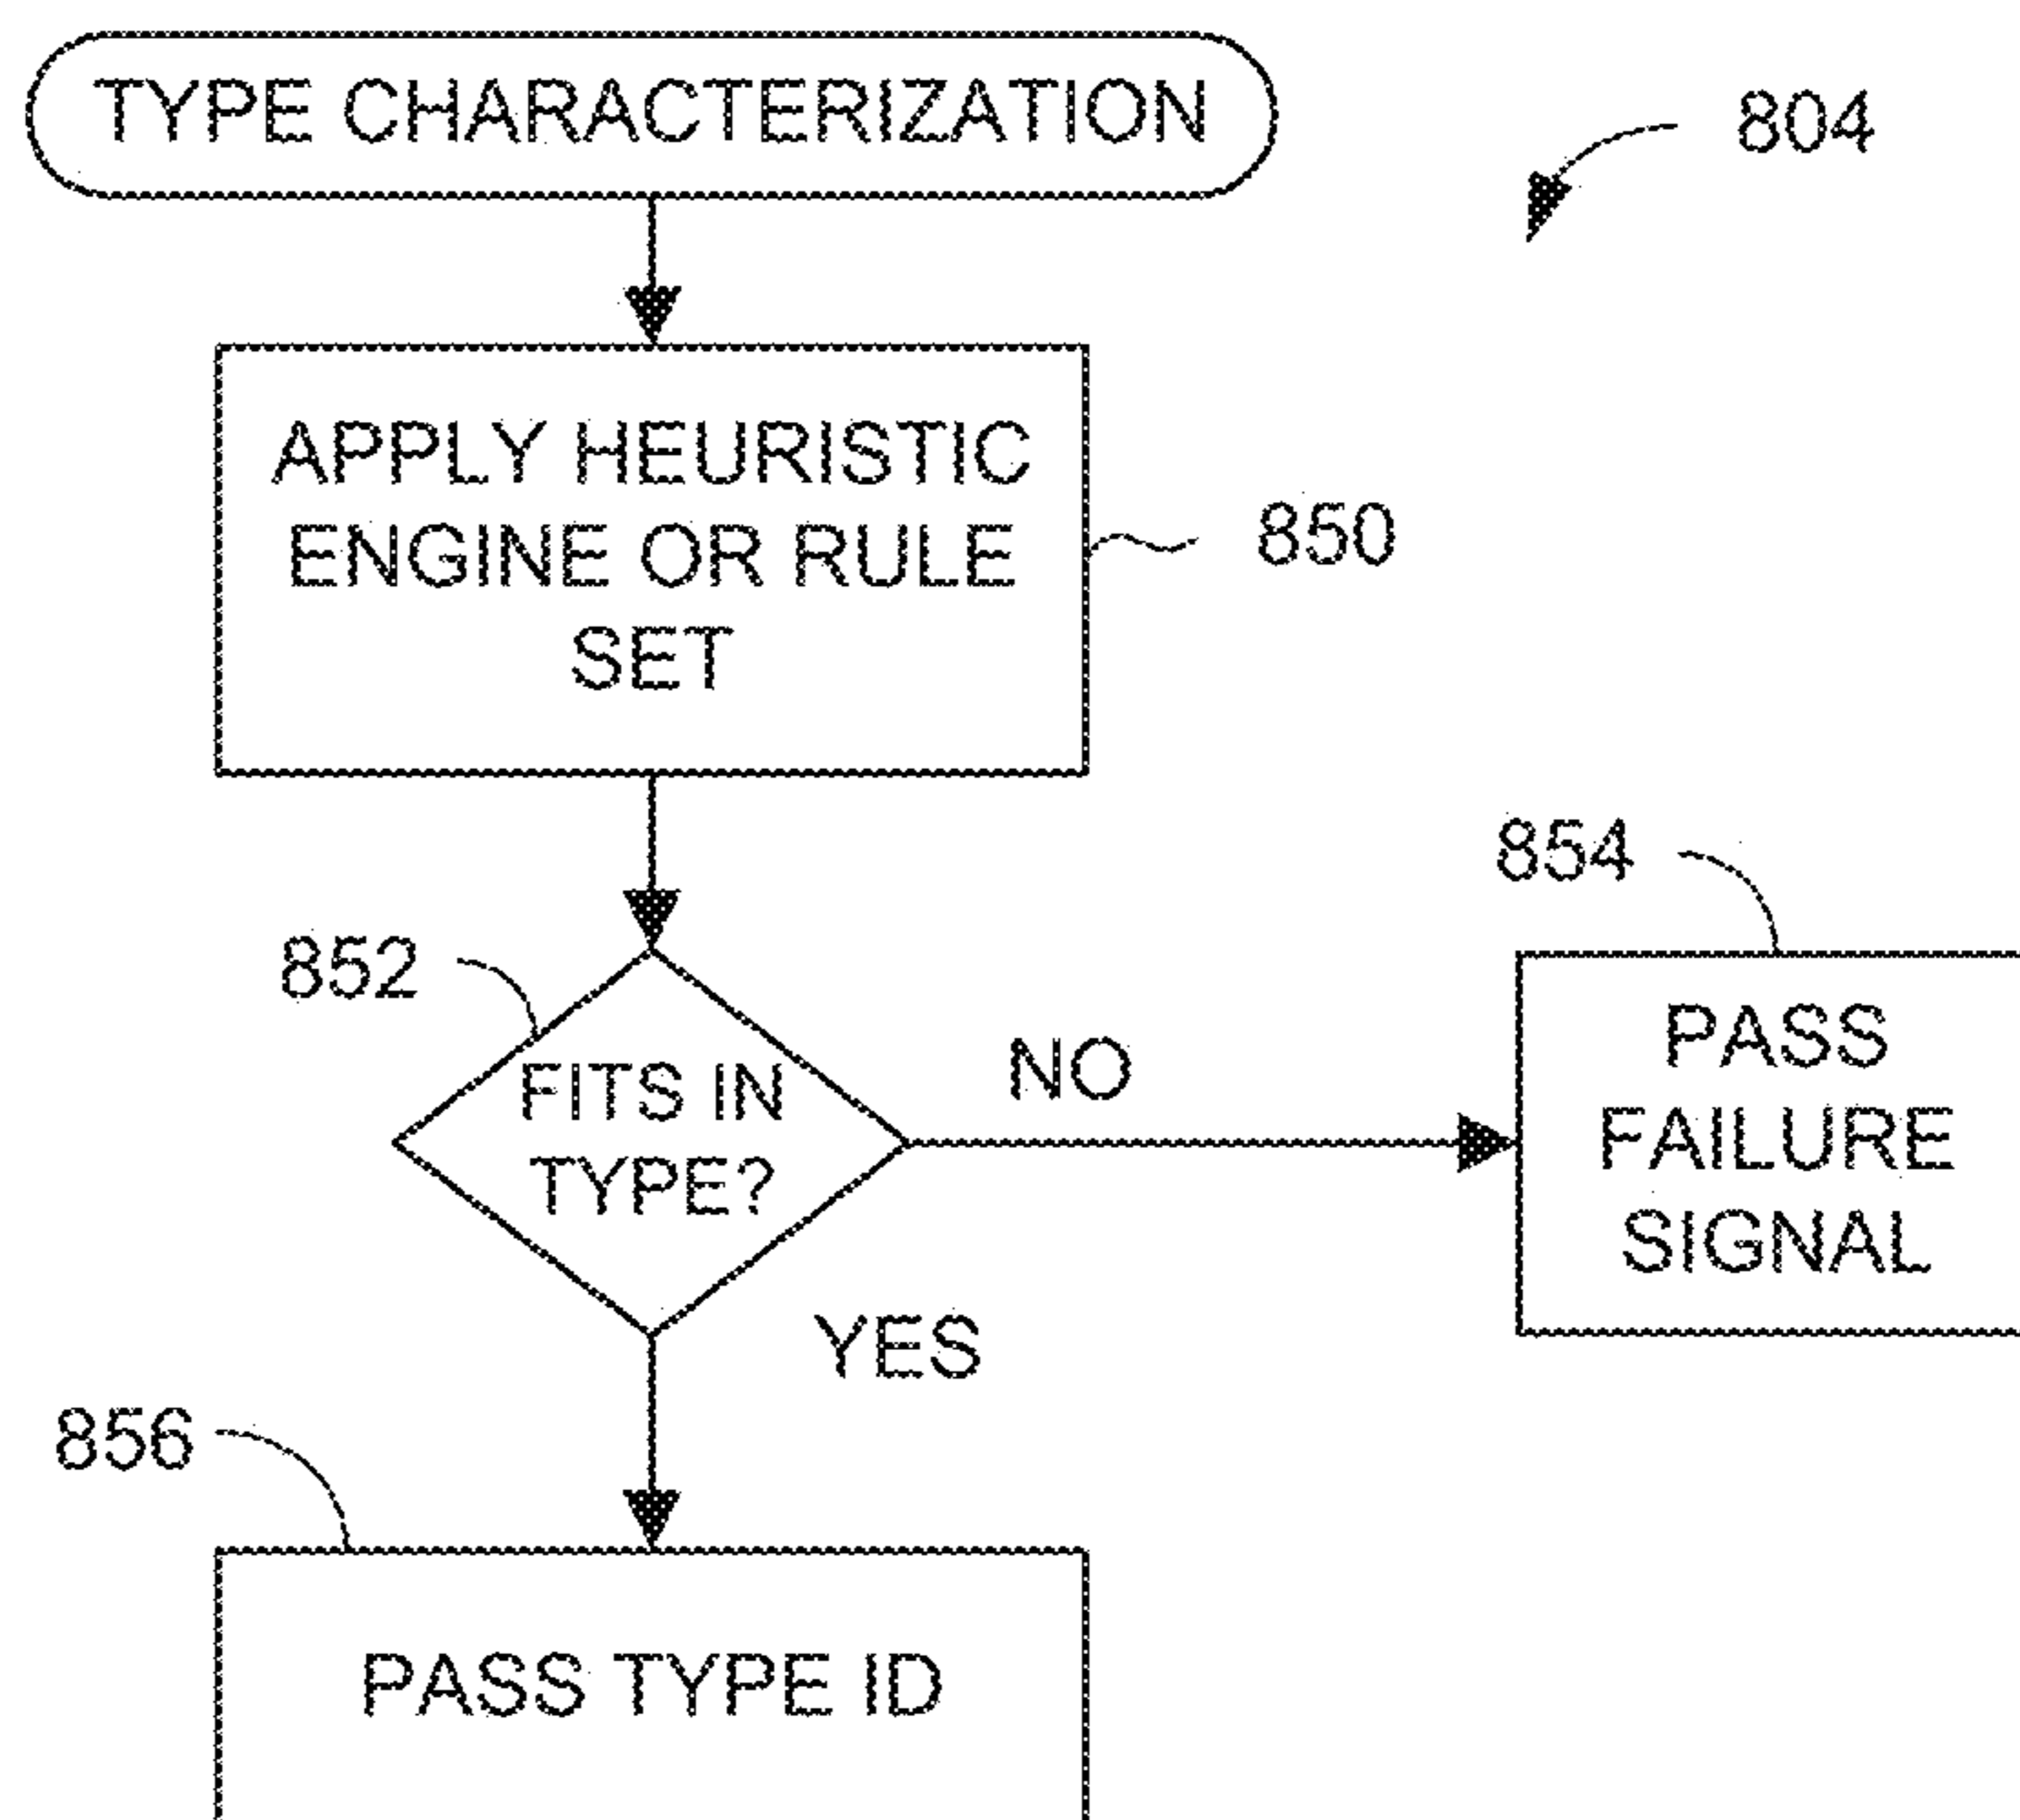 TYPE CHARACTERIZATION
804
APPLY HEURISTIC
ENGINE OR RULE
SET
850
854
852
FITS IN
TYPE?
NO
PASS
FAILURE
SIGNAL
YES
856
PASS TYPE ID